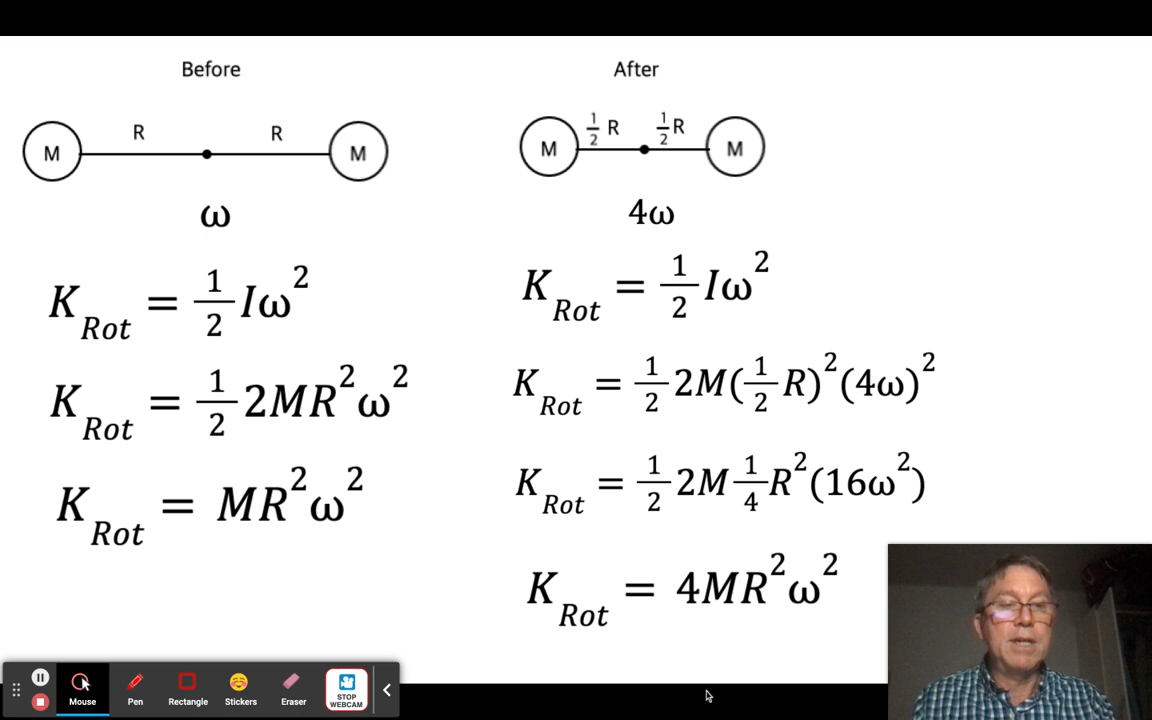 Before
M R R M
ω
K_Rot = 1/2 Iω²
K_Rot = 1/2 2MR²ω²
K_Rot = MR²ω²
After
M 1/2 R 1/2 R M
4ω
K_Rot = 1/2 Iω²
K_Rot = 1/2 2M(1/2 R)²(4ω)²
K_Rot = 1/2 2M 1/4 R²(16ω²)
K_Rot = 4MR²ω²
Mouse Pen Rectangle Stickers Eraser STOP
WEBCAM